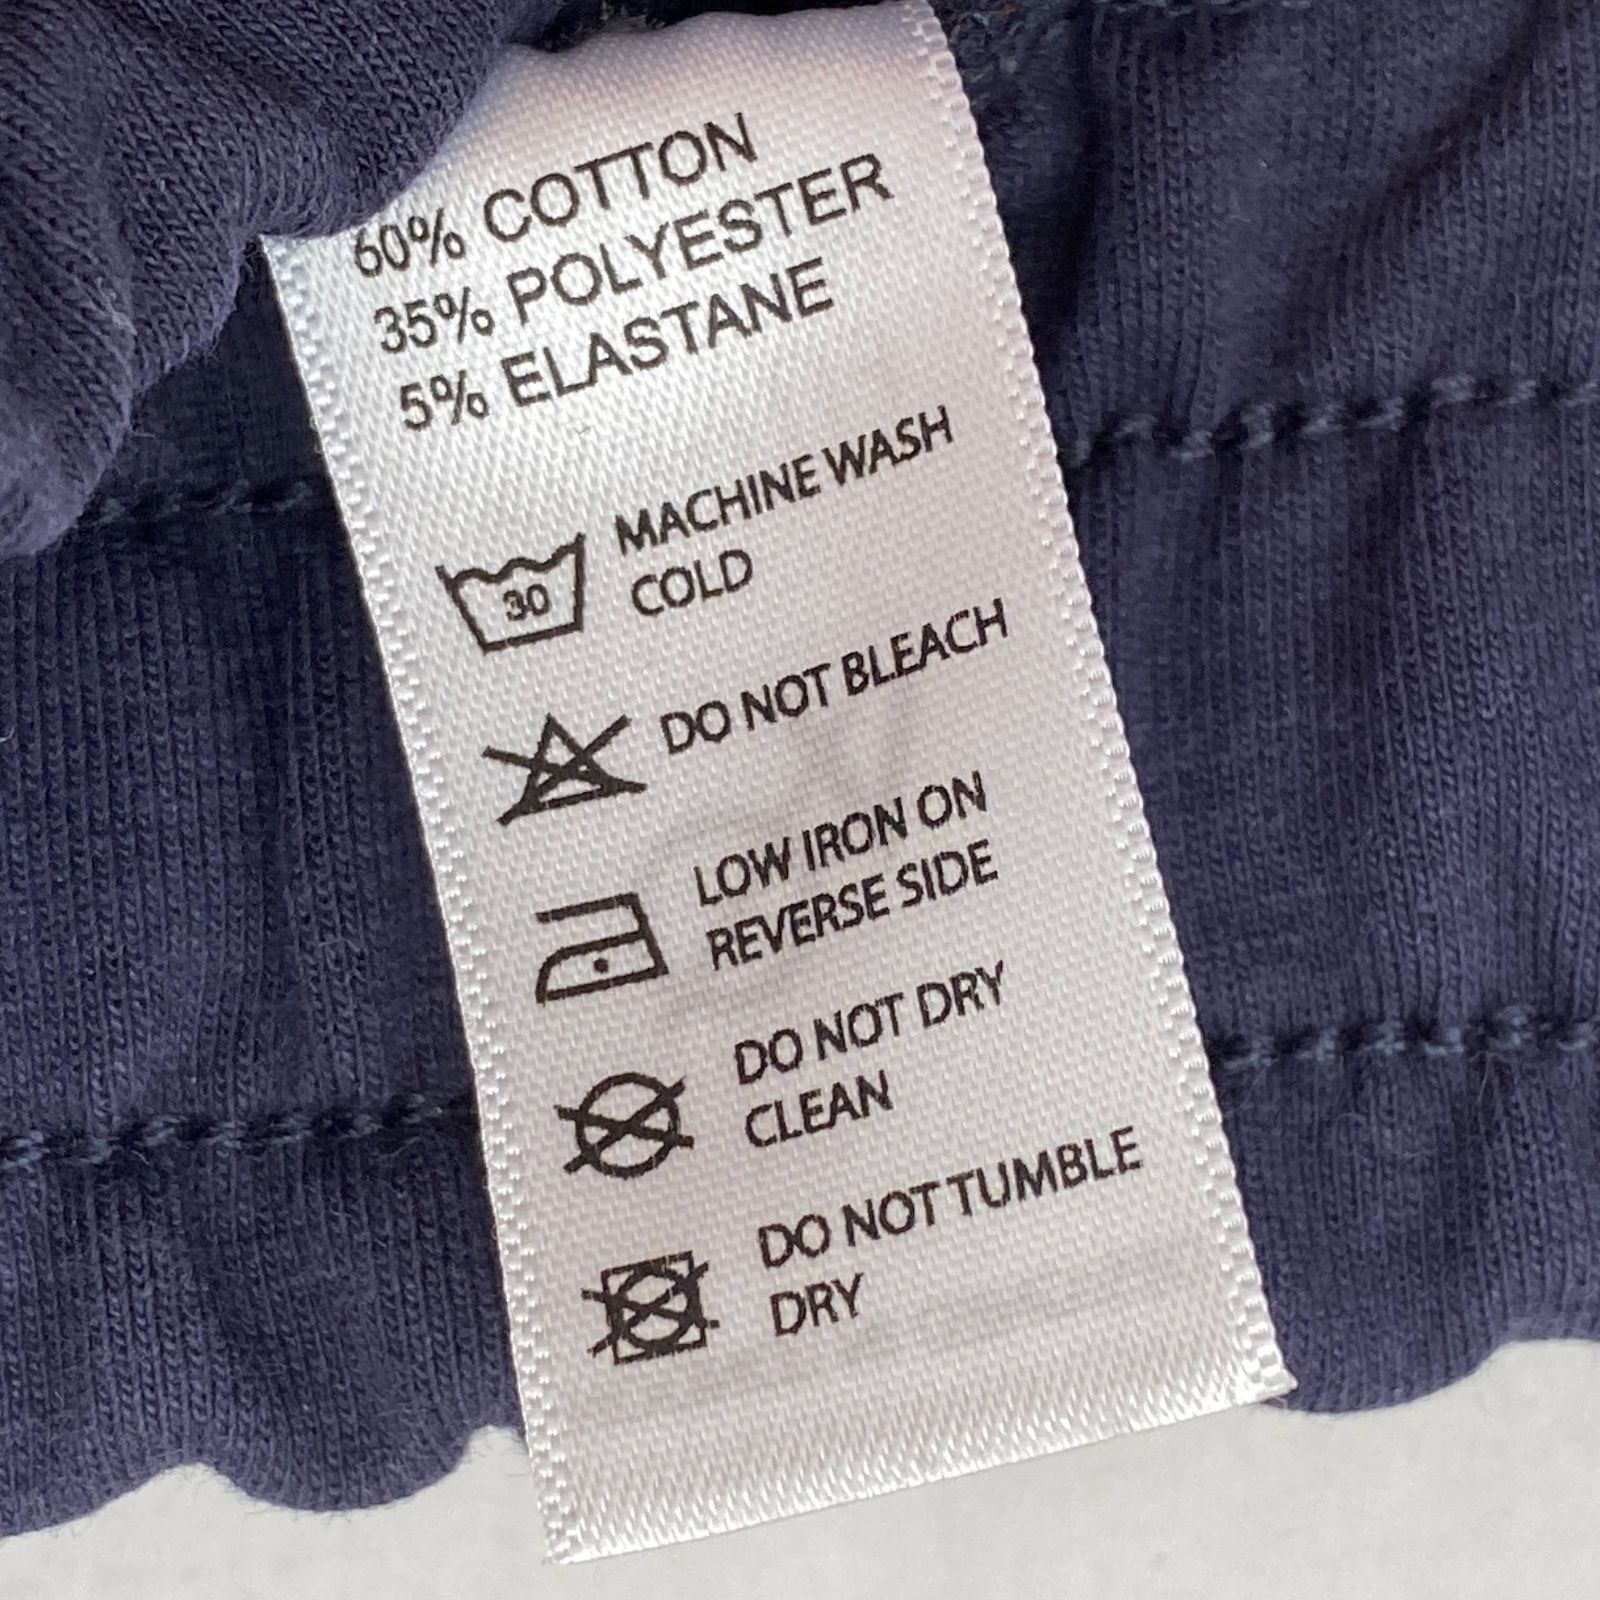 60% COTTON
35% POLYESTER
5% ELASTANE
MACHINE WASH
COLD
30
DO NOT BLEACH
LOW IRON ON
REVERSE SIDE
DO NOT DRY
CLEAN
DO NOT TUMBLE
DRY